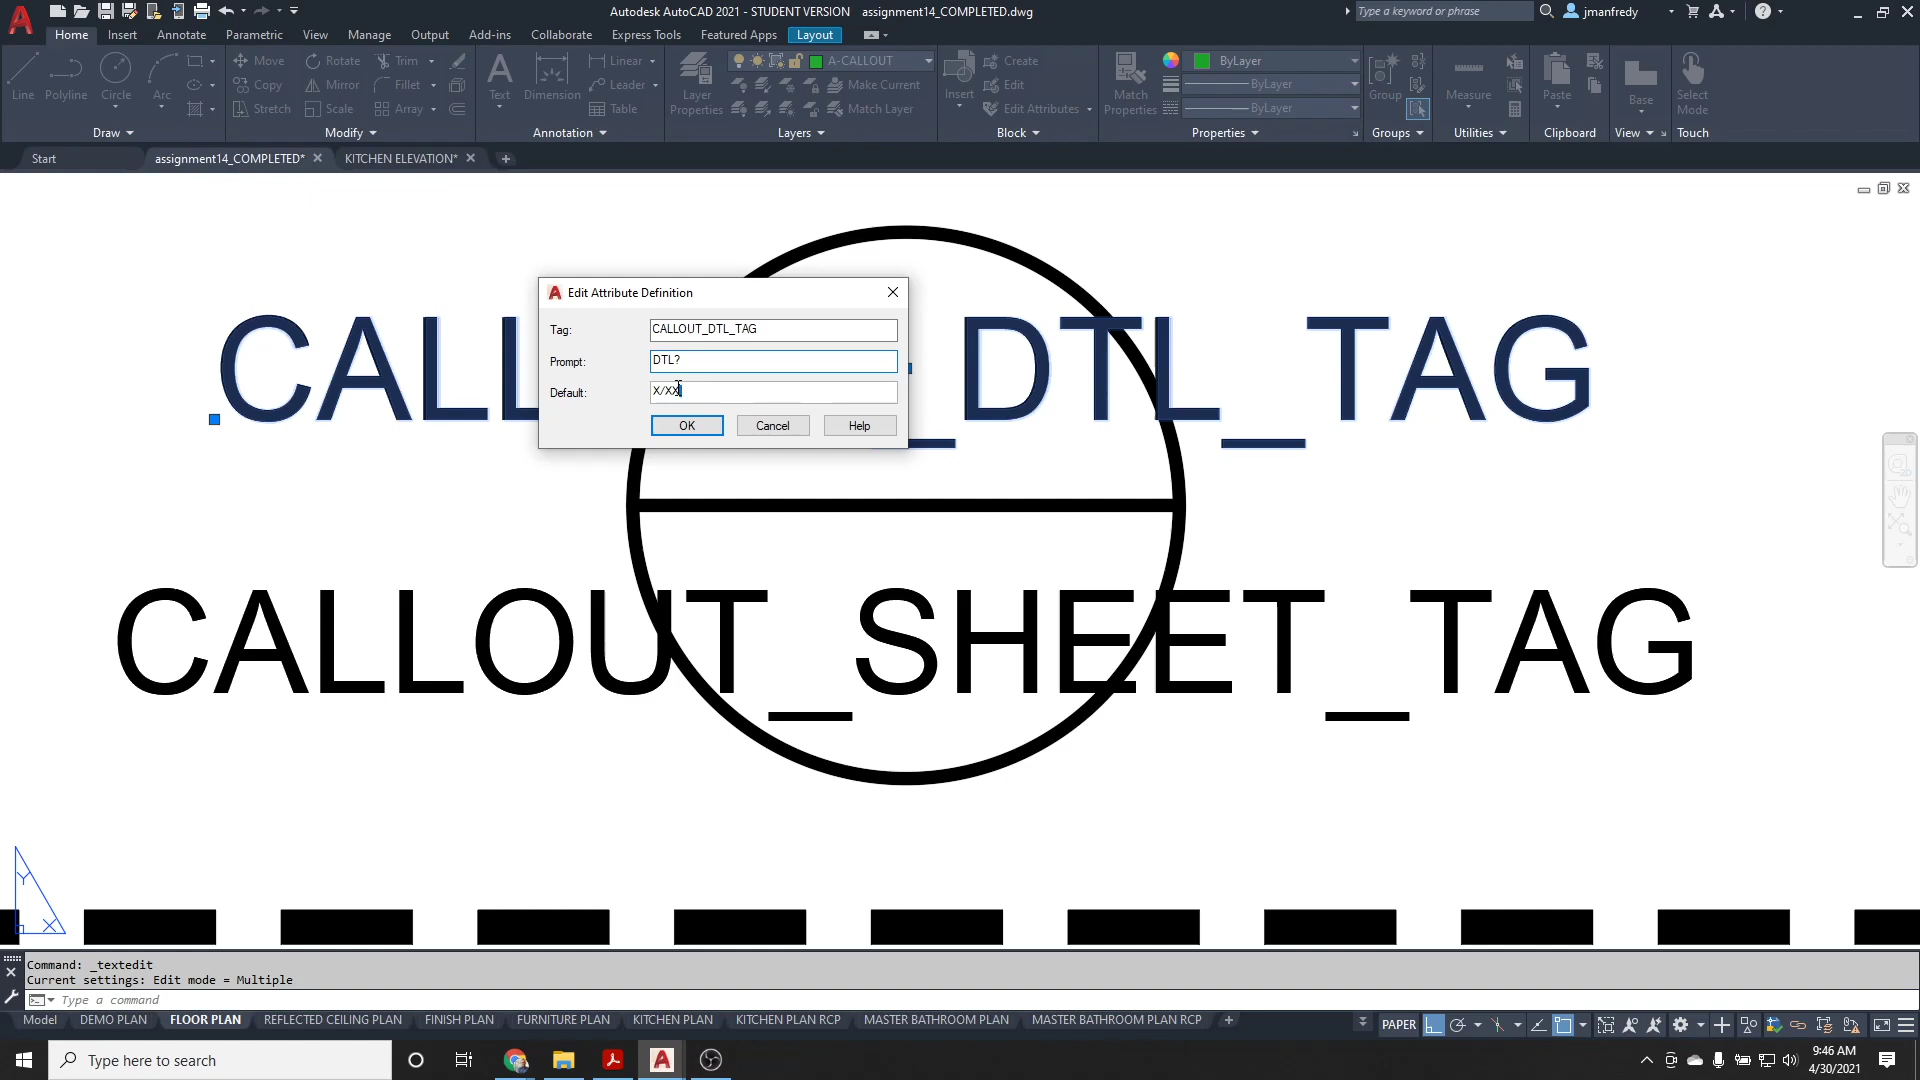 Autodesk AutoCAD 2021 - STUDENT VERSION assignment14_COMPLETED.dwg
Type a keyword or phrase
jmanfredy
Home Insert Annotate Parametric View Manage Output Add-ins Collaborate Express Tools Featured Apps Layout
Line Polyline Circle Arc
Move Rotate Trim
Copy Mirror Fillet
Stretch Scale Array
Text Dimension
Linear
Leader
Table
Layer Properties
A-CALLOUT
Make Current
Match Layer
Insert
Create
Edit
Edit Attributes
Match Properties
ByLayer
ByLayer
ByLayer
Group Measure Paste Base Select Mode
Draw Modify Annotation Layers Block Properties Groups Utilities Clipboard View Touch
Start assignment14_COMPLETED* KITCHEN ELEVATION*
Edit Attribute Definition
Tag: CALLOUT_DTL_TAG
Prompt: DTL?
Default: X/XX
OK Cancel Help
CALL _DTL_TAG
CALLOUT_SHEET_TAG
Y
X
Command: _textedit
Current settings: Edit mode = Multiple
Type a command
Model DEMO PLAN FLOOR PLAN REFLECTED CEILING PLAN FINISH PLAN FURNITURE PLAN KITCHEN PLAN KITCHEN PLAN RCP MASTER BATHROOM PLAN MASTER BATHROOM PLAN RCP PAPER
Type here to search
9:46 AM
4/30/2021